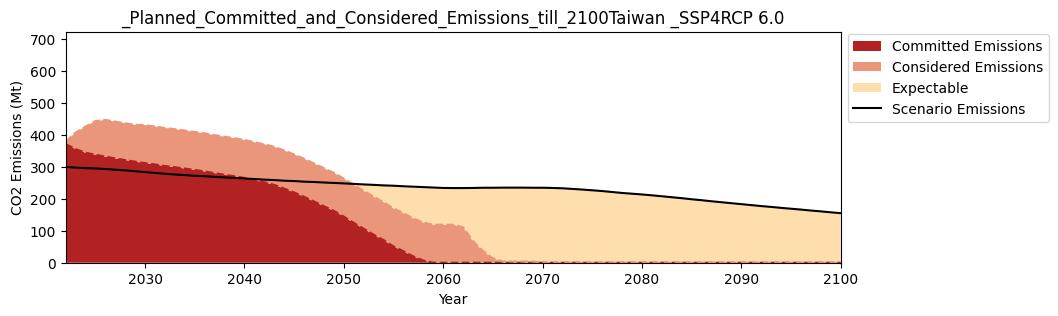 _Planned_Committed_and_Considered_Emissions_till_2100Taiwan _SSP4RCP 6.0
700
600
500
400
300
200
100
0
CO2 Emissions (Mt)
2030 2040 2050 2060 2070 2080 2090 2100
Year
Committed Emissions
Considered Emissions
Expectable
Scenario Emissions